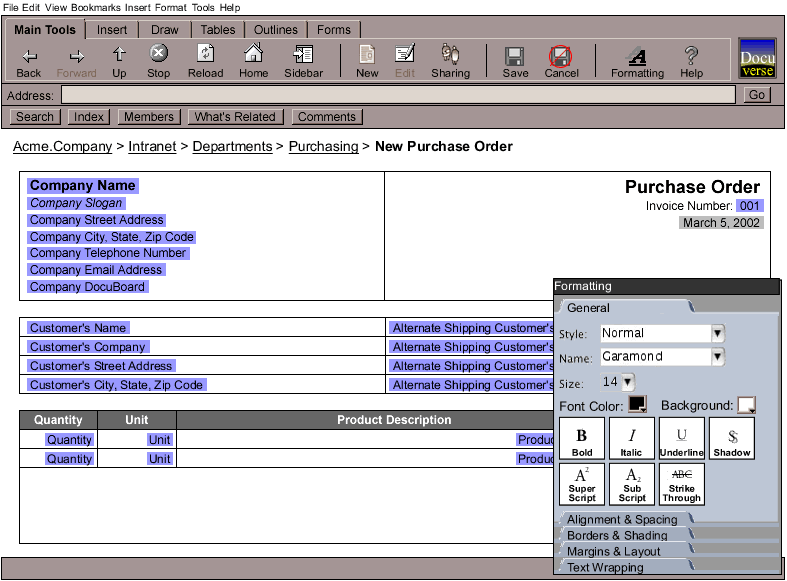 File Edit View Bookmarks Insert Format Tools Help
Main Tools Insert Draw Tables Outlines Forms
Back Forward Up Stop Reload Home Sidebar New Edit Sharing Save Cancel Formatting Help
Docu
verse
Address: Go
Search Index Members What's Related Comments
Acme.Company > Intranet > Departments > Purchasing > New Purchase Order
Company Name
Company Slogan
Company Street Address
Company City, State, Zip Code
Company Telephone Number
Company Email Address
Company DocuBoard
Purchase Order
Invoice Number: 001
March 5, 2002
Customer's Name Alternate Shipping Customer's
Customer's Company Alternate Shipping Customer's
Customer's Street Address Alternate Shipping Customer's
Customer's City, State, Zip Code Alternate Shipping Customer's
Quantity Unit Product Description
Quantity Unit Produc
Quantity Unit Produc
Formatting
General
Style: Normal
Name: Garamond
Size: 14
Font Color: Background:
B I U S
Bold Italic Underline Shadow
A² A₂ ABC
Super Script Sub Script Strike Through
Alignment & Spacing
Borders & Shading
Margins & Layout
Text Wrapping